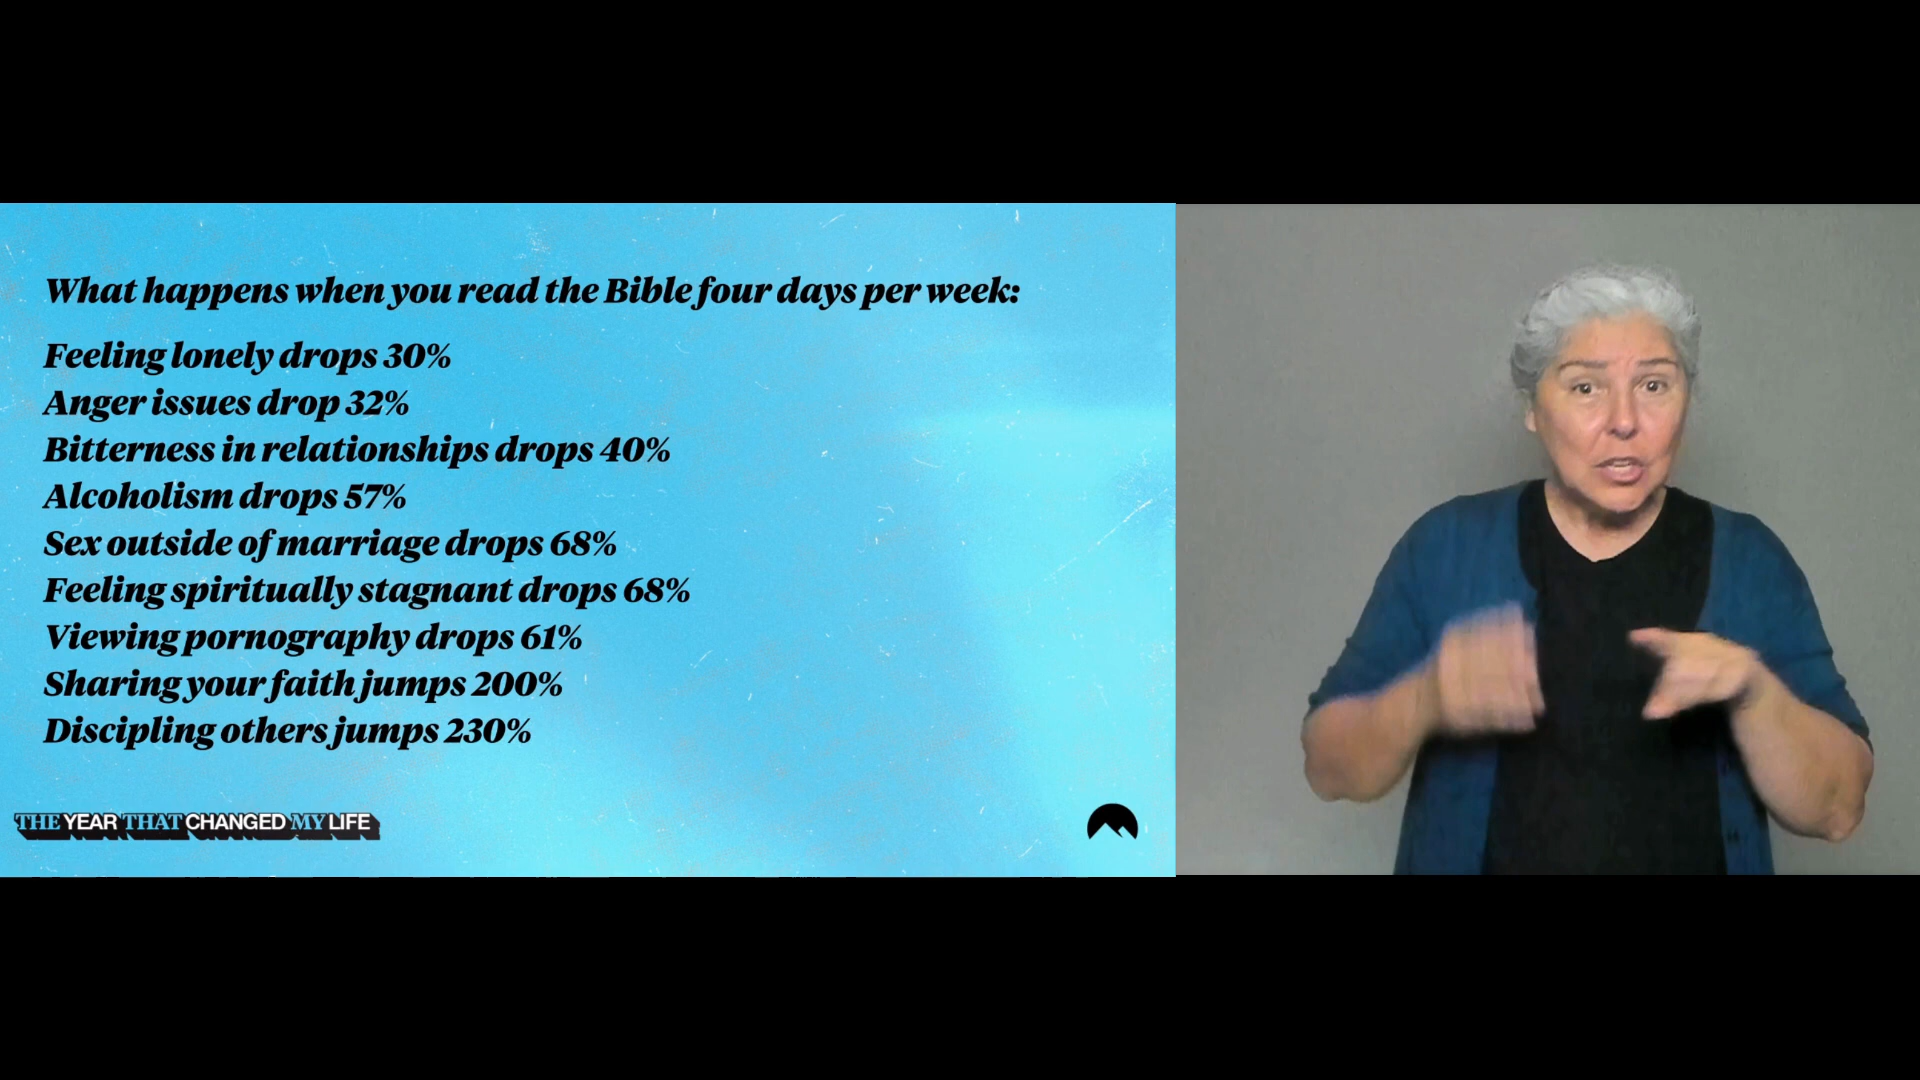 What happens when you read the Bible four days per week:
Feeling lonely drops 30%
Anger issues drop 32%
Bitterness in relationships drops 40%
Alcoholism drops 57%
Sex outside of marriage drops 68%
Feeling spiritually stagnant drops 68%
Viewing pornography drops 61%
Sharing your faith jumps 200%
Discipling others jumps 230%
THE YEAR THAT CHANGED MY LIFE